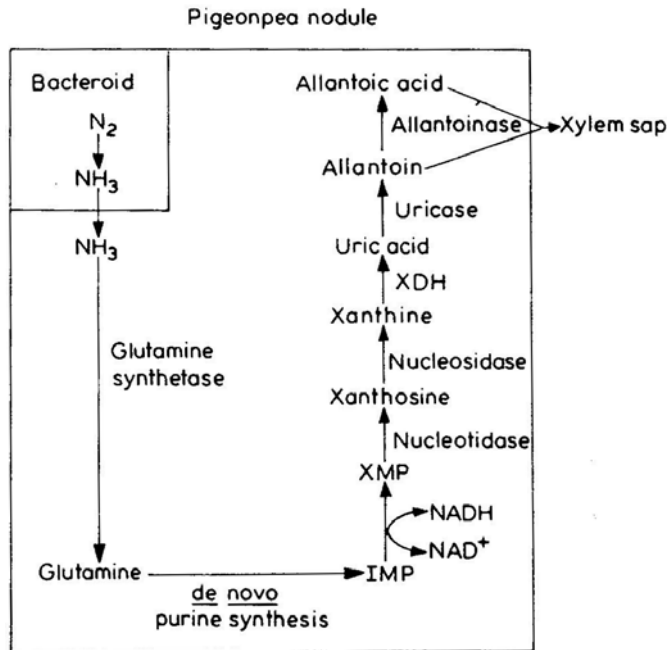 Pigeonpea nodule
Bacteroid
N₂
NH₃
NH₃
Glutamine
synthetase
Glutamine
de novo
purine synthesis
IMP
NADH
NAD⁺
XMP
Nucleotidase
Xanthosine
Nucleosidase
Xanthine
XDH
Uric acid
Uricase
Allantoin
Allantoinase
Allantoic acid
Xylem sap